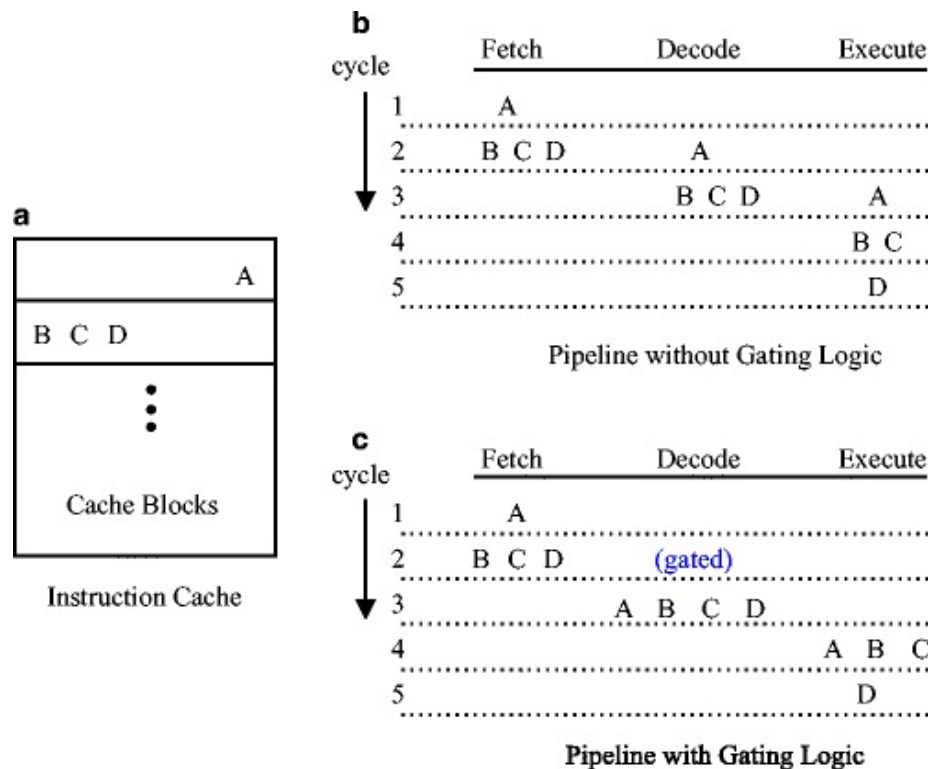 a
A
B C D
Cache Blocks
Instruction Cache
b
cycle
Fetch Decode Execute
1 A
2 B C D A
3 B C D A
4 B C
5 D
Pipeline without Gating Logic
c
cycle
Fetch Decode Execute
1 A
2 B C D (gated)
3 A B C D
4 A B C
5 D
Pipeline with Gating Logic